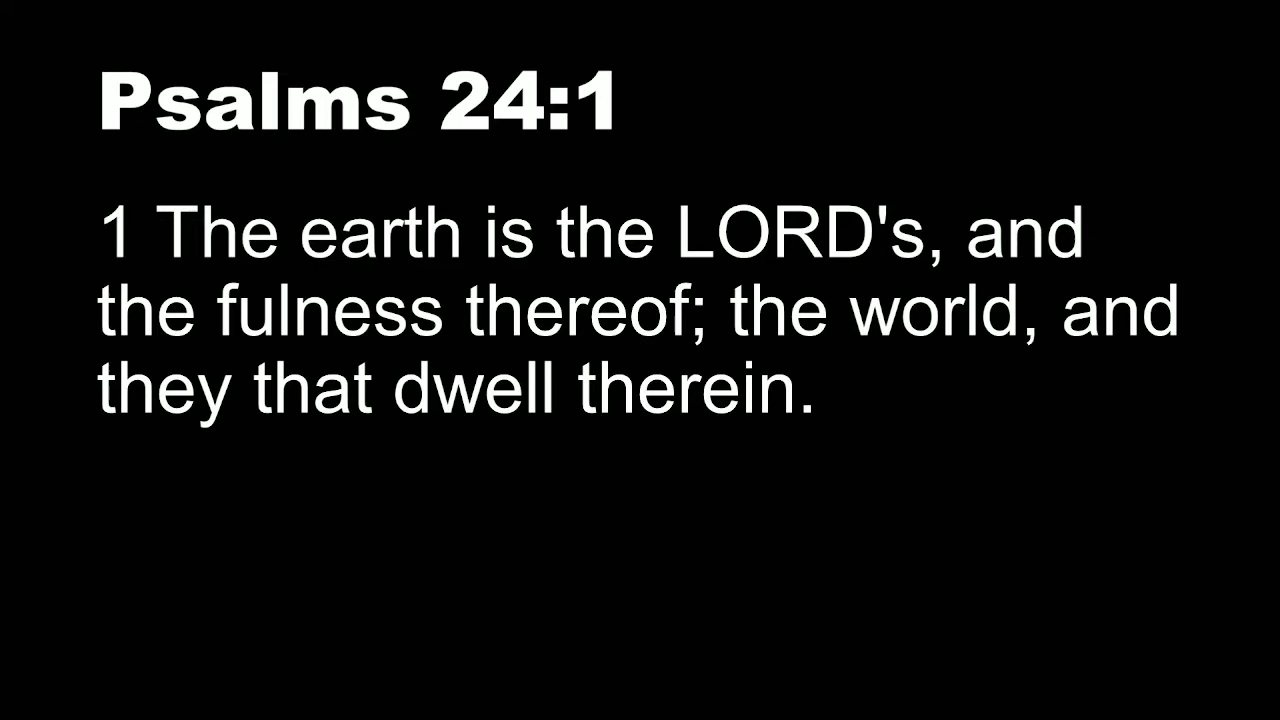 Psalms 24:1
1 The earth is the LORD's, and
the fulness thereof; the world, and
they that dwell therein.